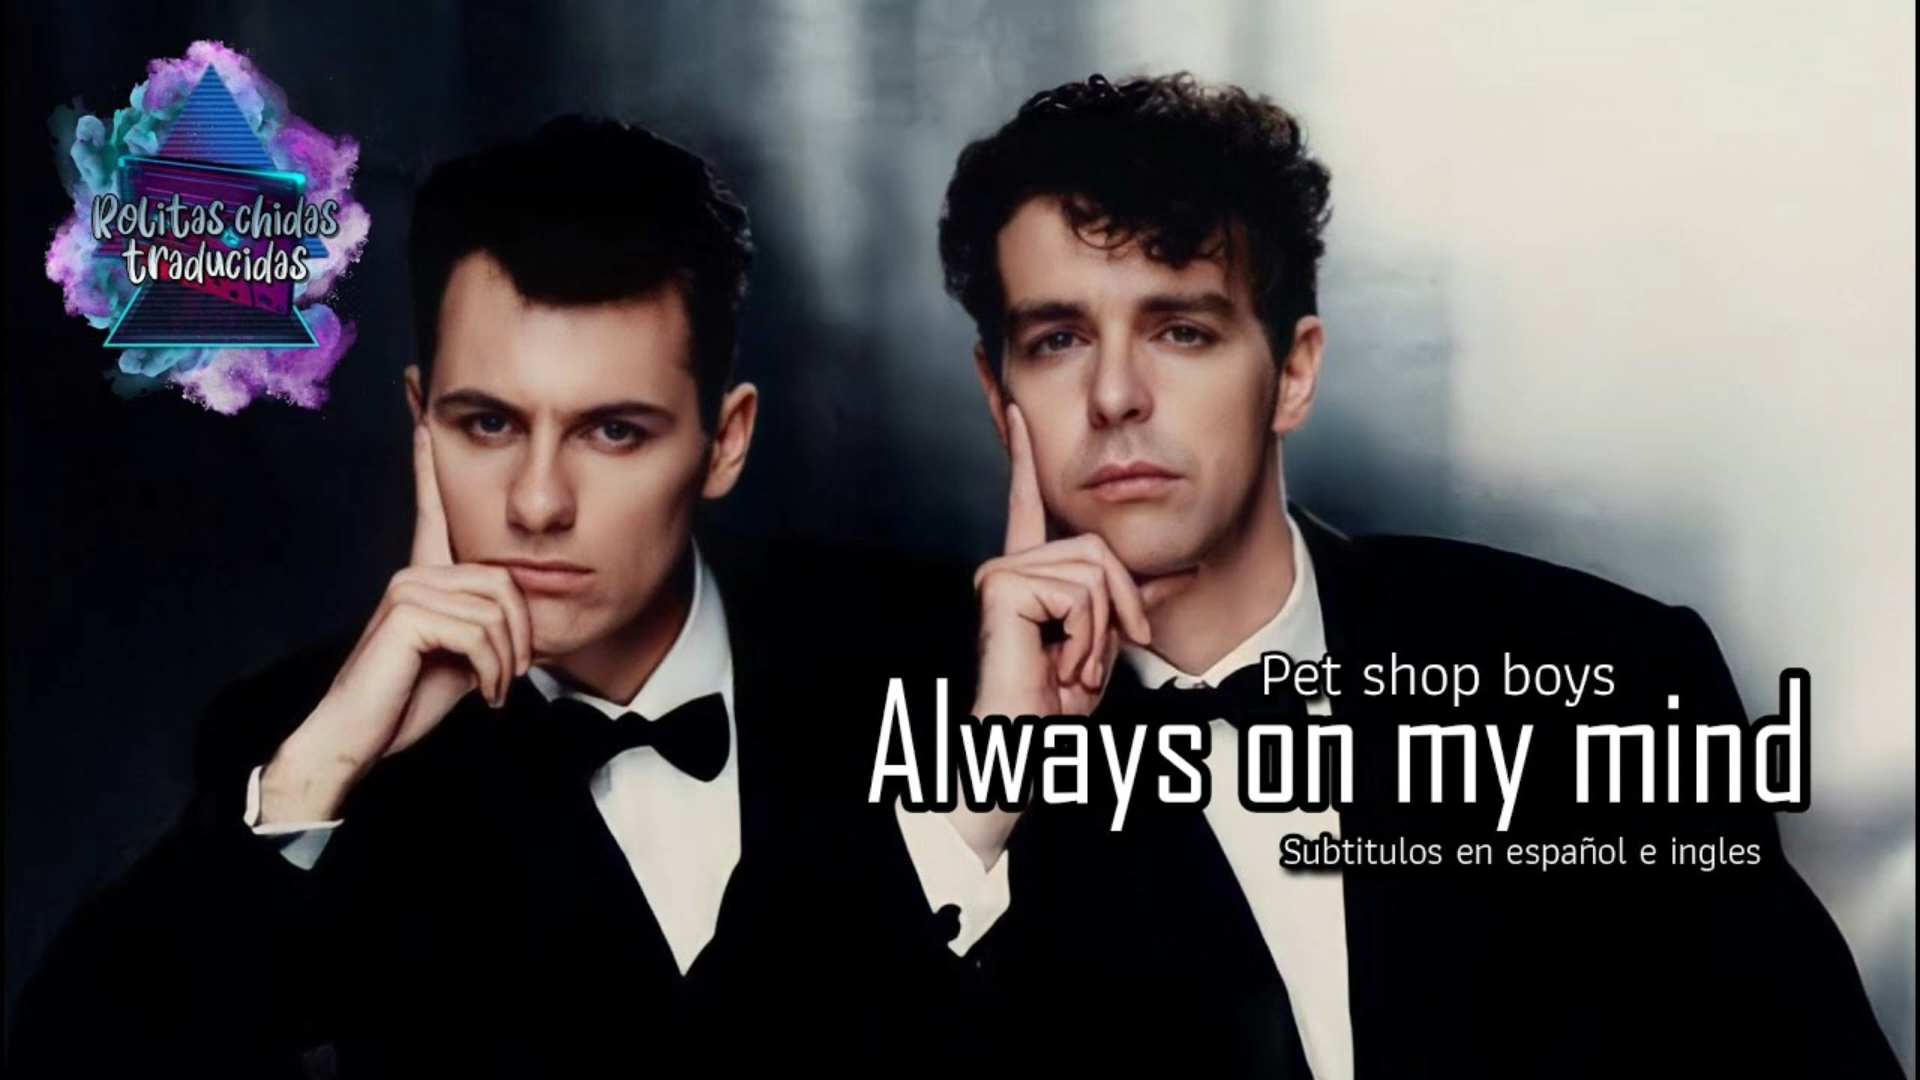 Rolitas chidas
traducidas
Pet shop boys
Always on my mind
Subtitulos en español e ingles